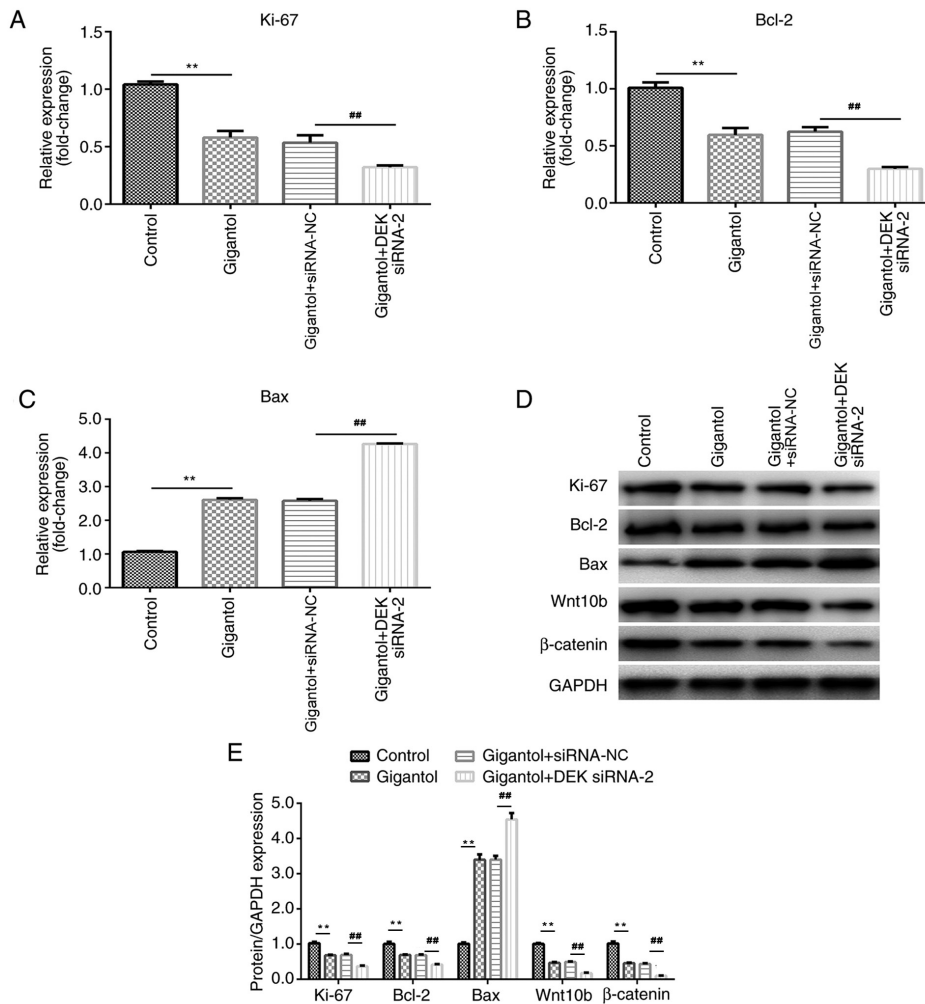 A
Ki-67
Relative expression
(fold-change)
1.5
1.0
0.5
0.0
**
##
Control
Gigantol
Gigantol+siRNA-NC
Gigantol+DEK
siRNA-2
B
Bcl-2
Relative expression
(fold-change)
1.5
1.0
0.5
0.0
**
##
Control
Gigantol
Gigantol+siRNA-NC
Gigantol+DEK
siRNA-2
C
Bax
Relative expression
(fold-change)
5.0
4.0
3.0
2.0
1.0
0.0
**
##
Control
Gigantol
Gigantol+siRNA-NC
Gigantol+DEK
siRNA-2
D
Control
Gigantol
Gigantol
+siRNA-NC
Gigantol+DEK
siRNA-2
Ki-67
Bcl-2
Bax
Wnt10b
β-catenin
GAPDH
E
Control
Gigantol+siRNA-NC
Gigantol
Gigantol+DEK siRNA-2
Protein/GAPDH expression
5.0
4.0
3.0
2.0
1.0
0.0
** ##
** ##
** ##
** ##
** ##
Ki-67 Bcl-2 Bax Wnt10b β-catenin